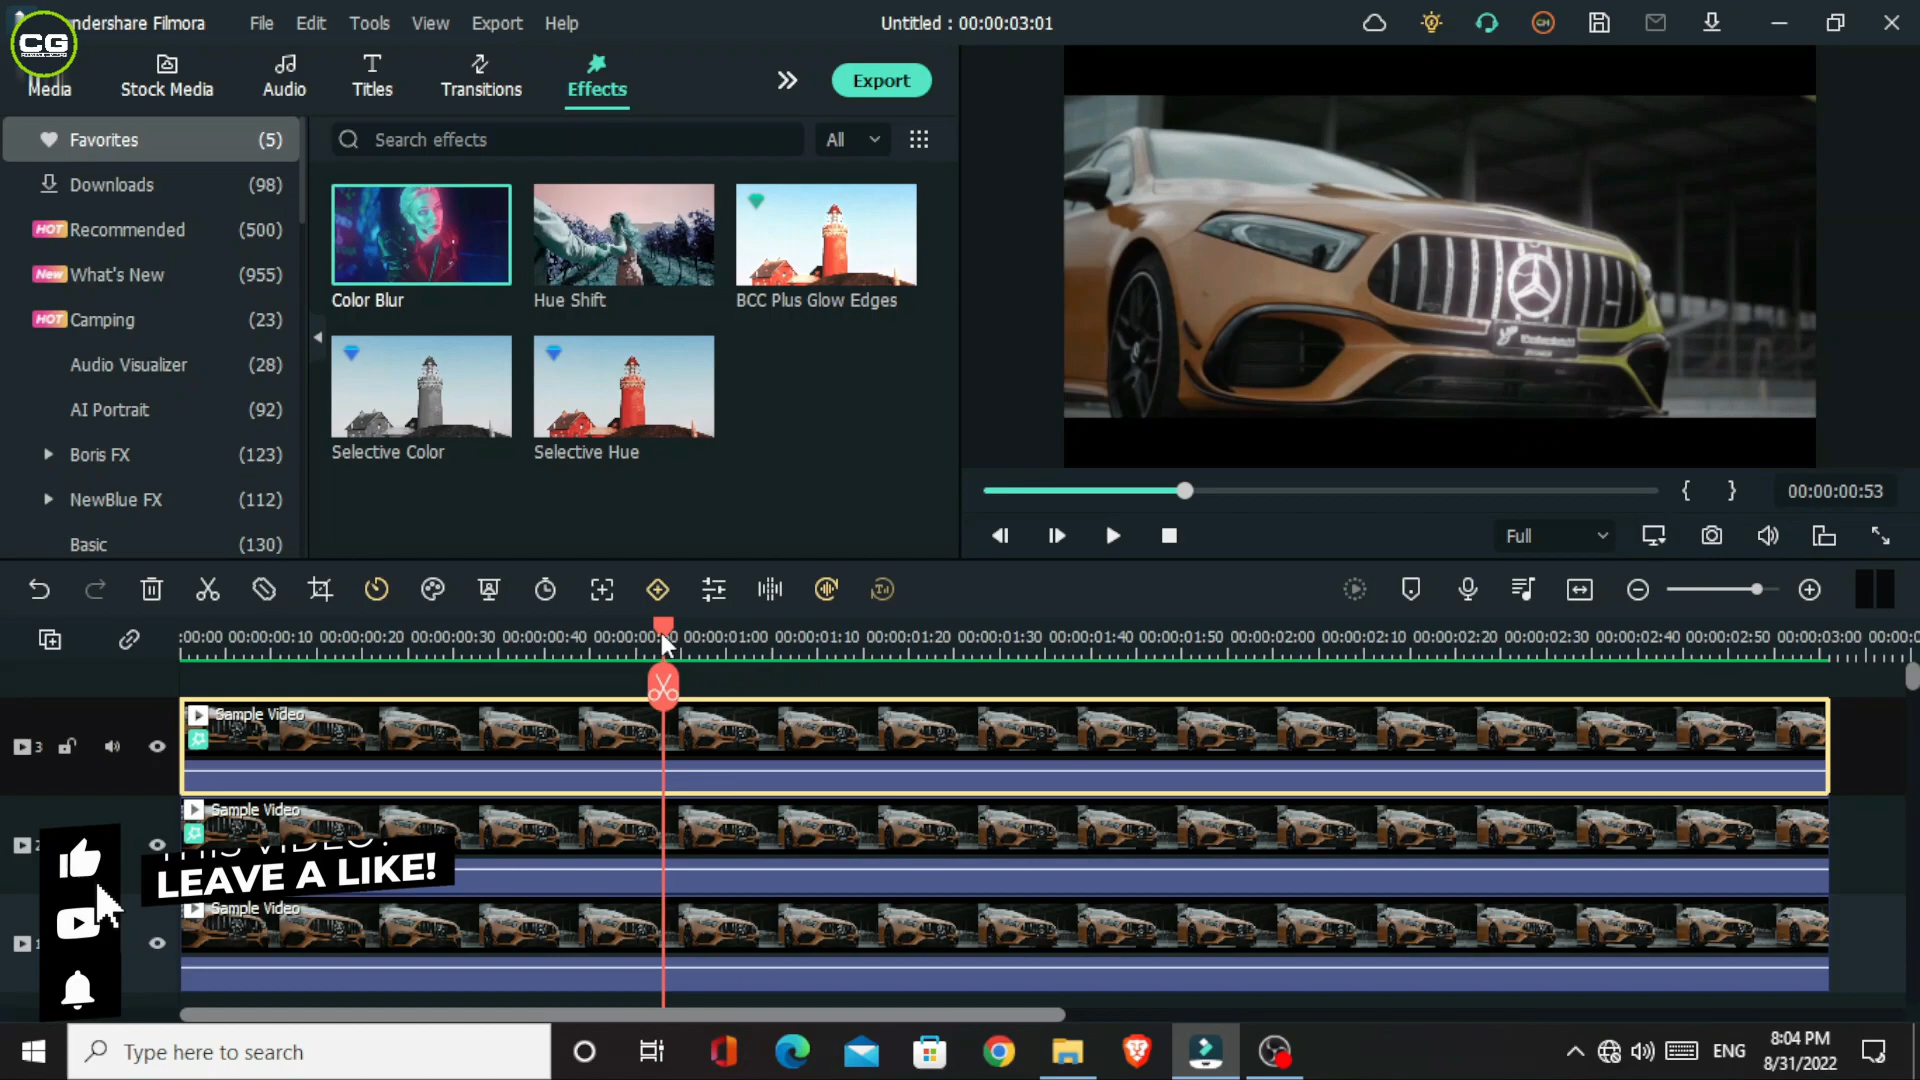 CG
ndershare Filmora
File
Edit
Tools
View
Export
Help
Untitled : 00:00:03:01
Media
Stock Media
Audio
Titles
Transitions
Effects
Export
Favorites (5)
Search effects
All
Downloads (98)
HOT Recommended (500)
New What's New (955)
HOT Camping (23)
Audio Visualizer (28)
AI Portrait (92)
Boris FX (123)
NewBlue FX (112)
Basic (130)
Color Blur
Hue Shift
BCC Plus Glow Edges
Selective Color
Selective Hue
00:00:00:53
Full
:00:00 00:00:00:10 00:00:00:20 00:00:00:30 00:00:00:40 00:00:01:00 00:00:01:10 00:00:01:20 00:00:01:30 00:00:01:40 00:00:01:50 00:00:02:00 00:00:02:10 00:00:02:20 00:00:02:30 00:00:02:40 00:00:02:50 00:00:03:00 00:00:0
3
Sample Video
Sample Video
THIS VIDEO?
LEAVE A LIKE!
Sample Video
Type here to search
ENG
8:04 PM
8/31/2022